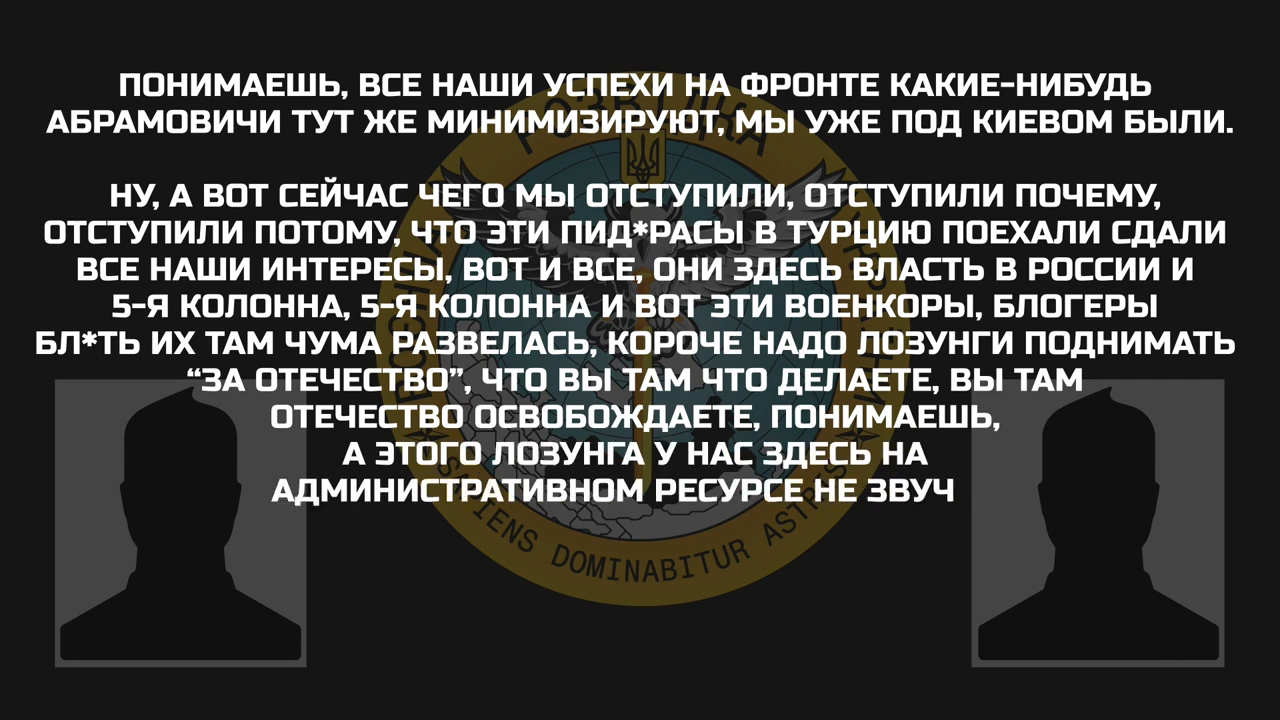 ПОНИМАЕШЬ, ВСЕ НАШИ УСПЕХИ НА ФРОНТЕ КАКИЕ-НИБУДЬ
АБРАМОВИЧИ ТУТ ЖЕ МИНИМИЗИРУЮТ, МЫ УЖЕ ПОД КИЕВОМ БЫЛИ.
НУ, А ВОТ СЕЙЧАС ЧЕГО МЫ ОТСТУПИЛИ, ОТСТУПИЛИ ПОЧЕМУ,
ОТСТУПИЛИ ПОТОМУ, ЧТО ЭТИ ПИД*РАСЫ В ТУРЦИЮ ПОЕХАЛИ СДАЛИ
ВСЕ НАШИ ИНТЕРЕСЫ, ВОТ И ВСЕ, ОНИ ЗДЕСЬ ВЛАСТЬ В РОССИИ И
5-Я КОЛОННА, 5-Я КОЛОННА И ВОТ ЭТИ ВОЕНКОРЫ, БЛОГЕРЫ
БЛ*ТЬ ИХ ТАМ ЧУМА РАЗВЕЛАСЬ, КОРОЧЕ НАДО ЛОЗУНГИ ПОДНИМАТЬ
“ЗА ОТЕЧЕСТВО”, ЧТО ВЫ ТАМ ЧТО ДЕЛАЕТЕ, ВЫ ТАМ
ОТЕЧЕСТВО ОСВОБОЖДАЕТЕ, ПОНИМАЕШЬ,
А ЭТОГО ЛОЗУНГА У НАС ЗДЕСЬ НА
АДМИНИСТРАТИВНОМ РЕСУРСЕ НЕ ЗВУЧ
SAPIENS DOMINABITUR ASTRIS